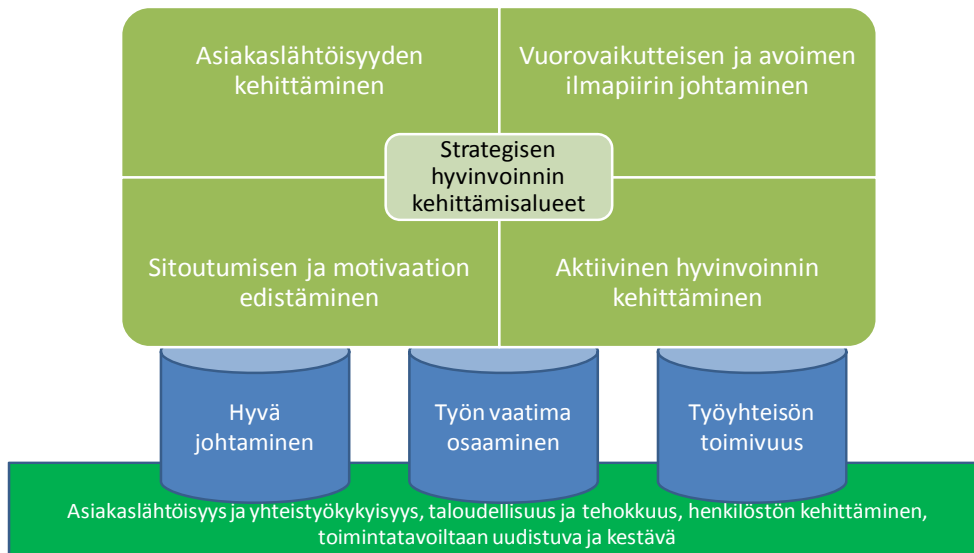 Asiakaslähtöisyyden
kehittäminen
Vuorovaikutteisen ja avoimen
ilmapiirin johtaminen
Strategisen
hyvinvoinnin
kehittämisalueet
Sitoutumisen ja motivaation
edistäminen
Aktiivinen hyvinvoinnin
kehittäminen
Hyvä
johtaminen
Työn vaatima
osaaminen
Työyhteisön
toimivuus
Asiakaslähtöisyys ja yhteistyökykyisyys, taloudellisuus ja tehokkuus, henkilöstön kehittäminen,
toimintatavoiltaan uudistuva ja kestävä